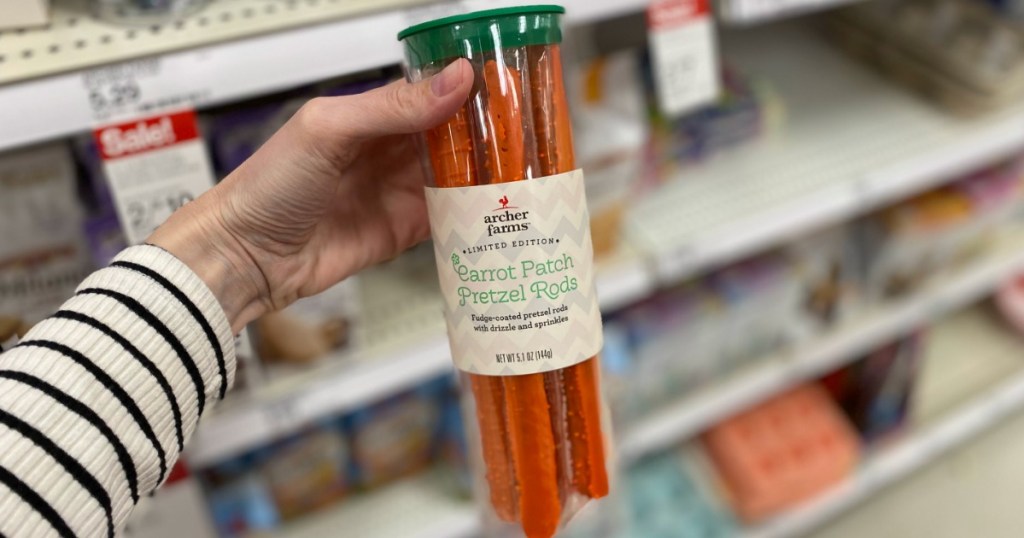 5.29
Sale!
archer
farms
LIMITED EDITION
Carrot Patch
Pretzel Rods
Fudge-coated pretzel rods
with drizzle and sprinkles
NET WT 5.1 OZ (144g)